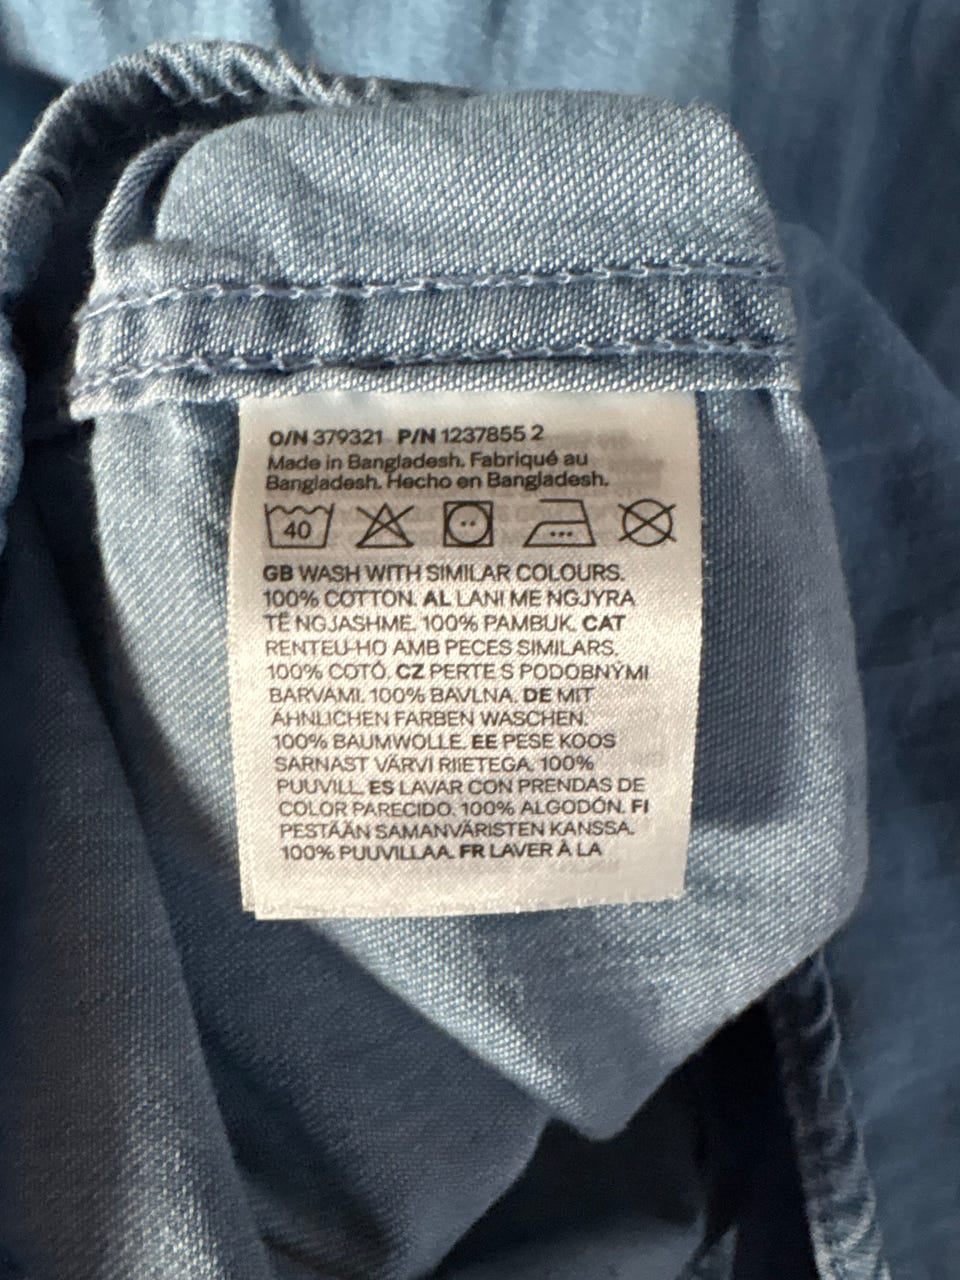 O/N 379321 P/N 1237855 2
Made in Bangladesh. Fabriqué au
Bangladesh. Hecho en Bangladesh.
40
GB WASH WITH SIMILAR COLOURS.
100% COTTON. AL LANI ME NGJYRA
TË NGJASHME. 100% PAMBUK. CAT
RENTEU-HO AMB PECES SIMILARS.
100% COTÓ. CZ PERTE S PODOBNÝMI
BARVAMI. 100% BAVLNA. DE MIT
ÄHNLICHEN FARBEN WASCHEN.
100% BAUMWOLLE. EE PESE KOOS
SARNAST VÄRVI RIIETEGA. 100%
PUUVILL. ES LAVAR CON PRENDAS DE
COLOR PARECIDO. 100% ALGODÓN. FI
PESTÄÄN SAMANVÄRISTEN KANSSA.
100% PUUVILLAA. FR LAVER À LA